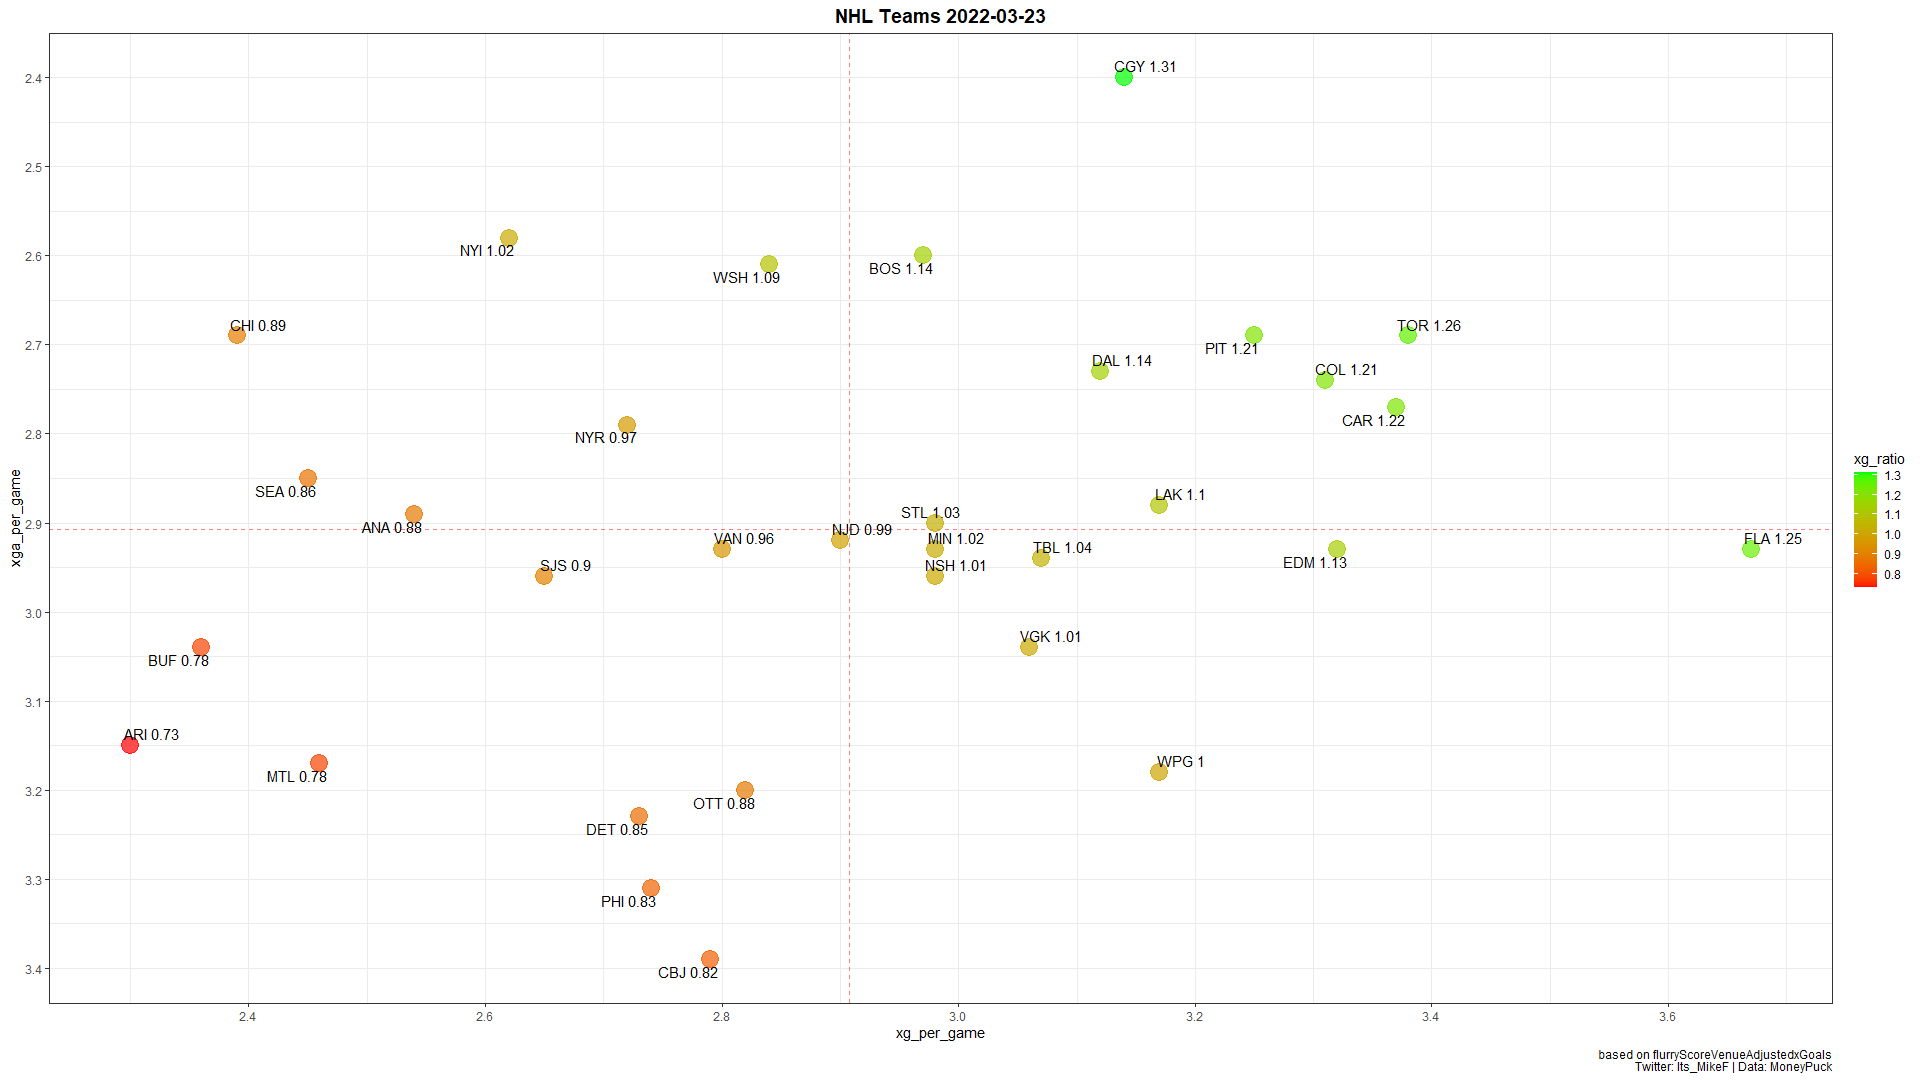 NHL Teams 2022-03-23
CGY 1.31
NYI 1.02
WSH 1.09
BOS 1.14
CHI 0.89
TOR 1.26
PIT 1.21
DAL 1.14
COL 1.21
CAR 1.22
NYR 0.97
SEA 0.86
LAK 1.1
STL 1.03
ANA 0.88
NJD 0.99
VAN 0.96
MIN 1.02
TBL 1.04
FLA 1.25
EDM 1.13
SJS 0.9
NSH 1.01
VGK 1.01
BUF 0.78
ARI 0.73
MTL 0.78
WPG 1
OTT 0.88
DET 0.85
PHI 0.83
CBJ 0.82
2.4
2.5
2.6
2.7
2.8
2.9
3.0
3.1
3.2
3.3
3.4
xga_per_game
2.4
2.6
2.8
3.0
3.2
3.4
3.6
xg_per_game
xg_ratio
1.3
1.2
1.1
1.0
0.9
0.8
based on flurryScoreVenueAdjustedxGoals
Twitter: Its_MikeF | Data: MoneyPuck